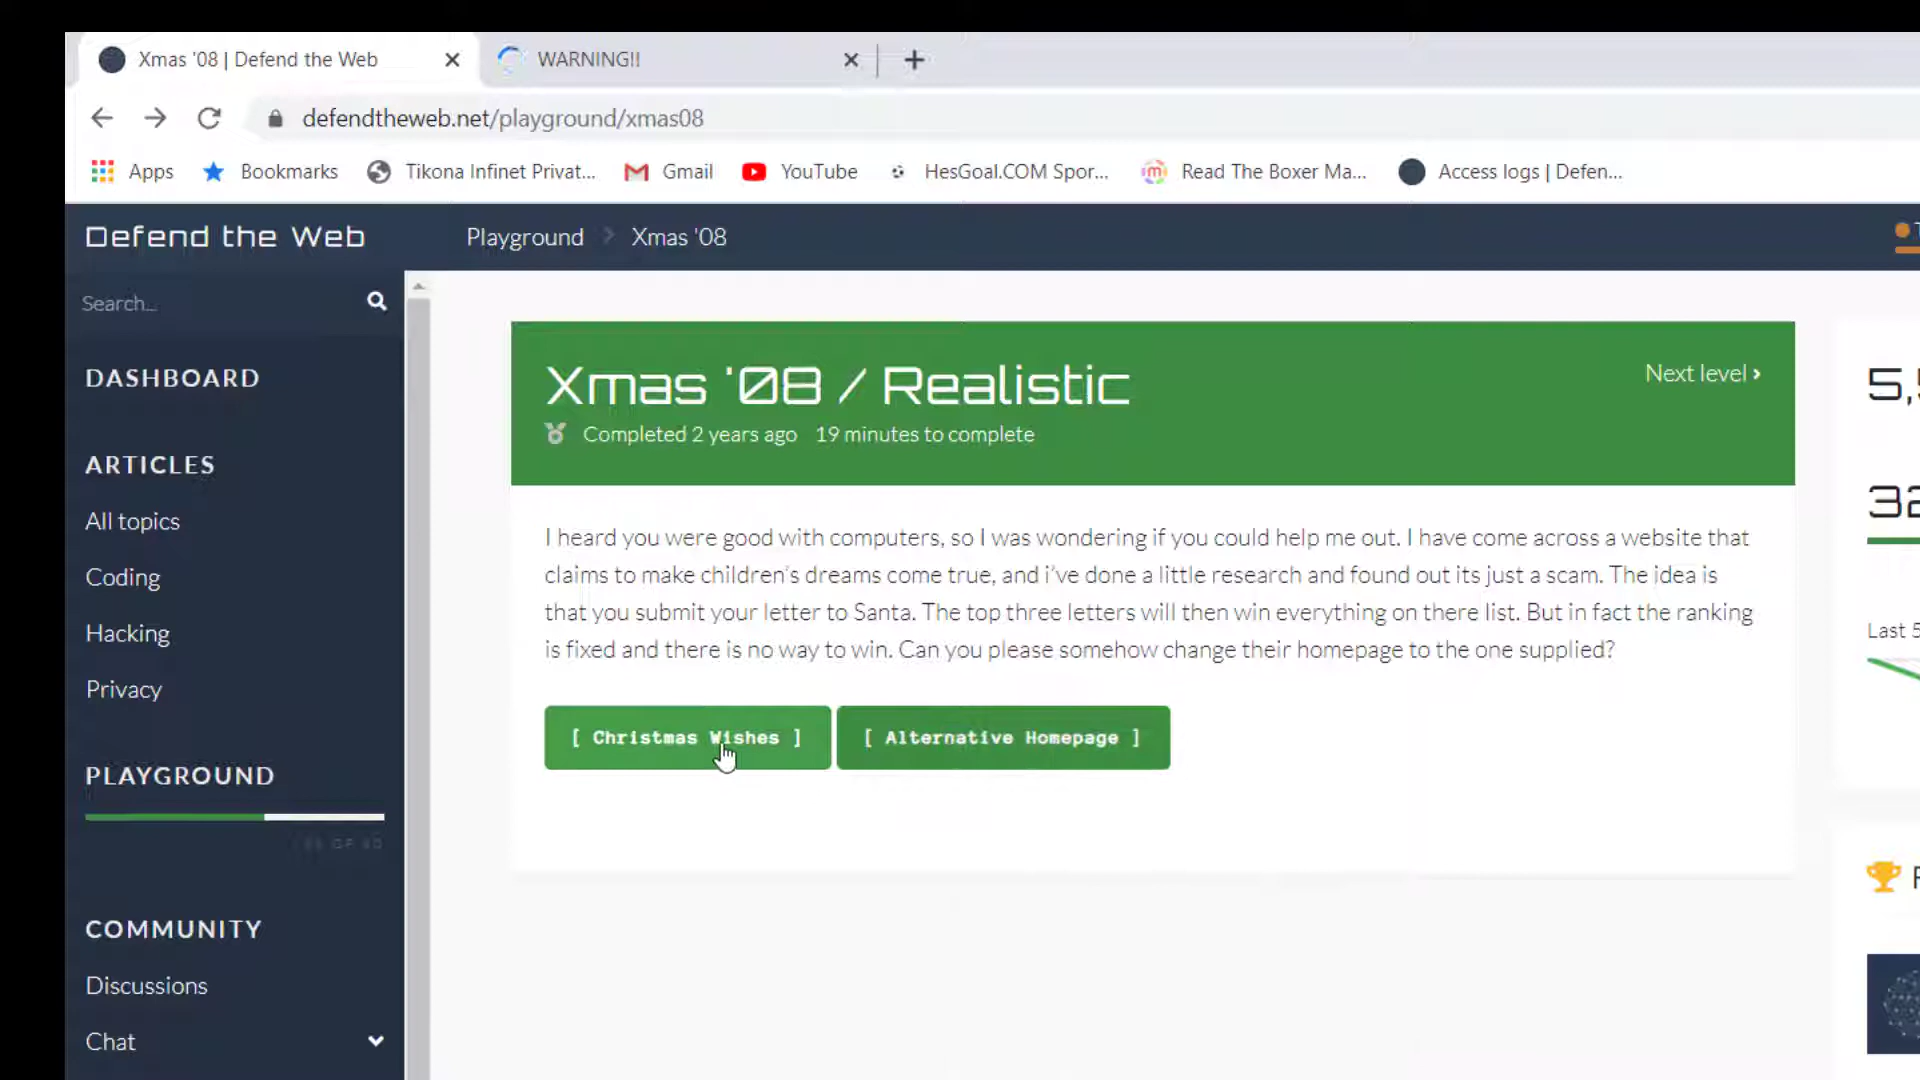 Xmas '08 | Defend the Web
WARNING!!
defendtheweb.net/playground/xmas08
Apps
Bookmarks
Tikona Infinet Privat...
Gmail
YouTube
HesGoal.COM Spor...
Read The Boxer Ma...
Access logs | Defen...
Defend the Web
Playground
Xmas '08
Search...
DASHBOARD
ARTICLES
All topics
Coding
Hacking
Privacy
PLAYGROUND
COMMUNITY
Discussions
Chat
Xmas '08 / Realistic
Next level ›
Completed 2 years ago 19 minutes to complete
I heard you were good with computers, so I was wondering if you could help me out. I have come across a website that
claims to make children's dreams come true, and i've done a little research and found out its just a scam. The idea is
that you submit your letter to Santa. The top three letters will then win everything on there list. But in fact the ranking
is fixed and there is no way to win. Can you please somehow change their homepage to the one supplied?
[ Christmas Wishes ]
[ Alternative Homepage ]
5,5
32
Last 5